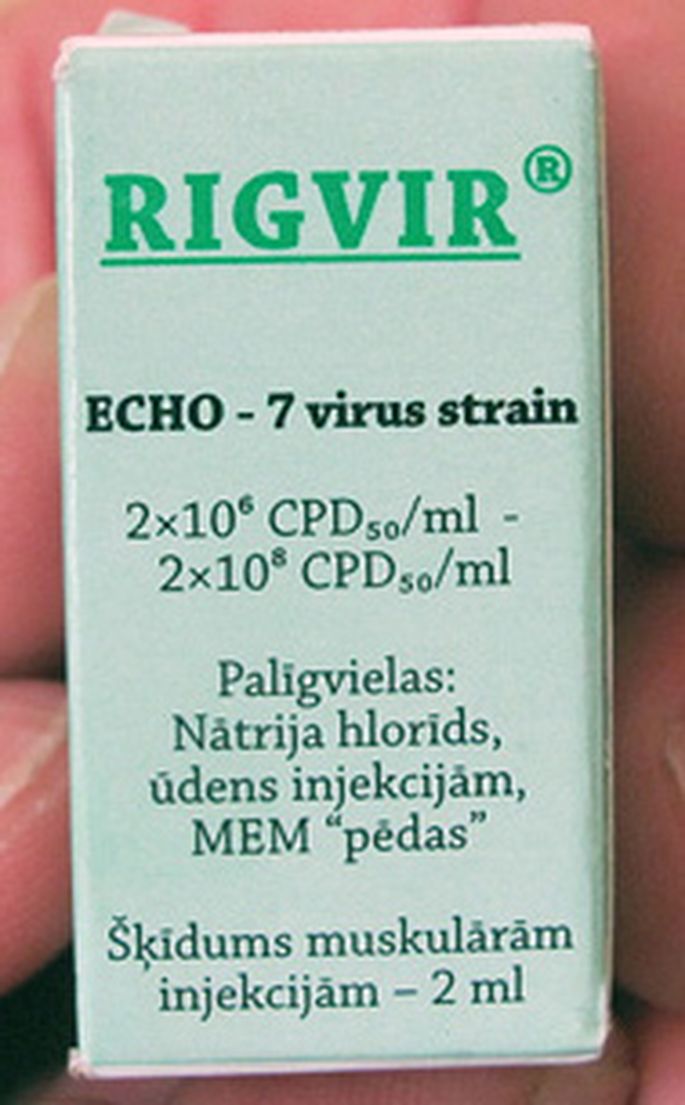 RIGVIR®
ECHO - 7 virus strain
2×10⁶ CPD₅₀/ml -
2×10⁸ CPD₅₀/ml
Palīgvielas:
Nātrija hlorīds,
ūdens injekcijām,
MEM “pēdas”
Šķīdums muskulārām
injekcijām – 2 ml